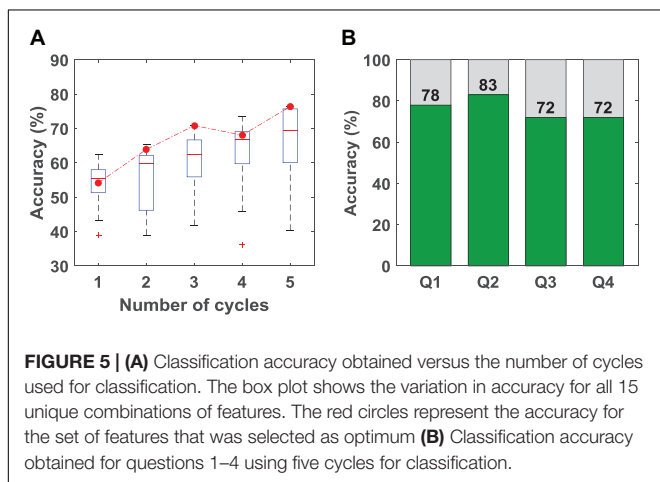 A
B
90
80
70
60
50
40
30
Accuracy (%)
1 2 3 4 5
Number of cycles
100
80
60
40
20
0
Accuracy (%)
78 83 72 72
Q1 Q2 Q3 Q4
FIGURE 5 | (A) Classification accuracy obtained versus the number of cycles
used for classification. The box plot shows the variation in accuracy for all 15
unique combinations of features. The red circles represent the accuracy for
the set of features that was selected as optimum (B) Classification accuracy
obtained for questions 1–4 using five cycles for classification.